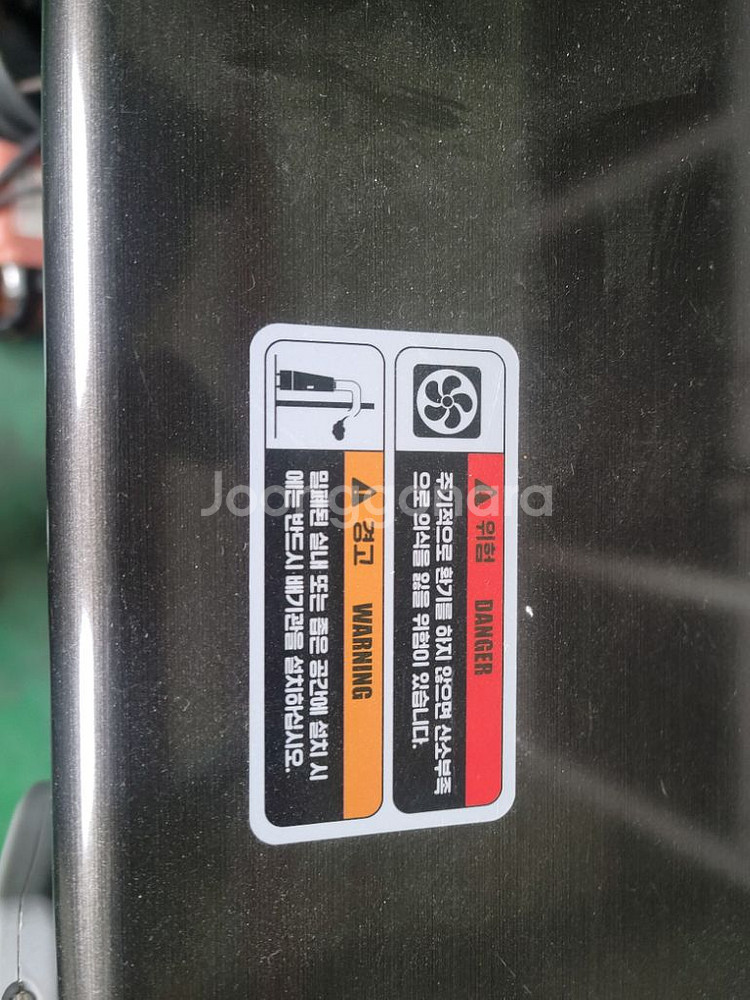 위험 DANGER
주기적으로 환기를 하지 않으면 산소부족
으로 의식을 잃을 위험이 있습니다.
경고 WARNING
밀폐된 실내 또는 좁은 공간에 설치 시
에는 반드시 배기관을 설치하십시오.
Joonggonara